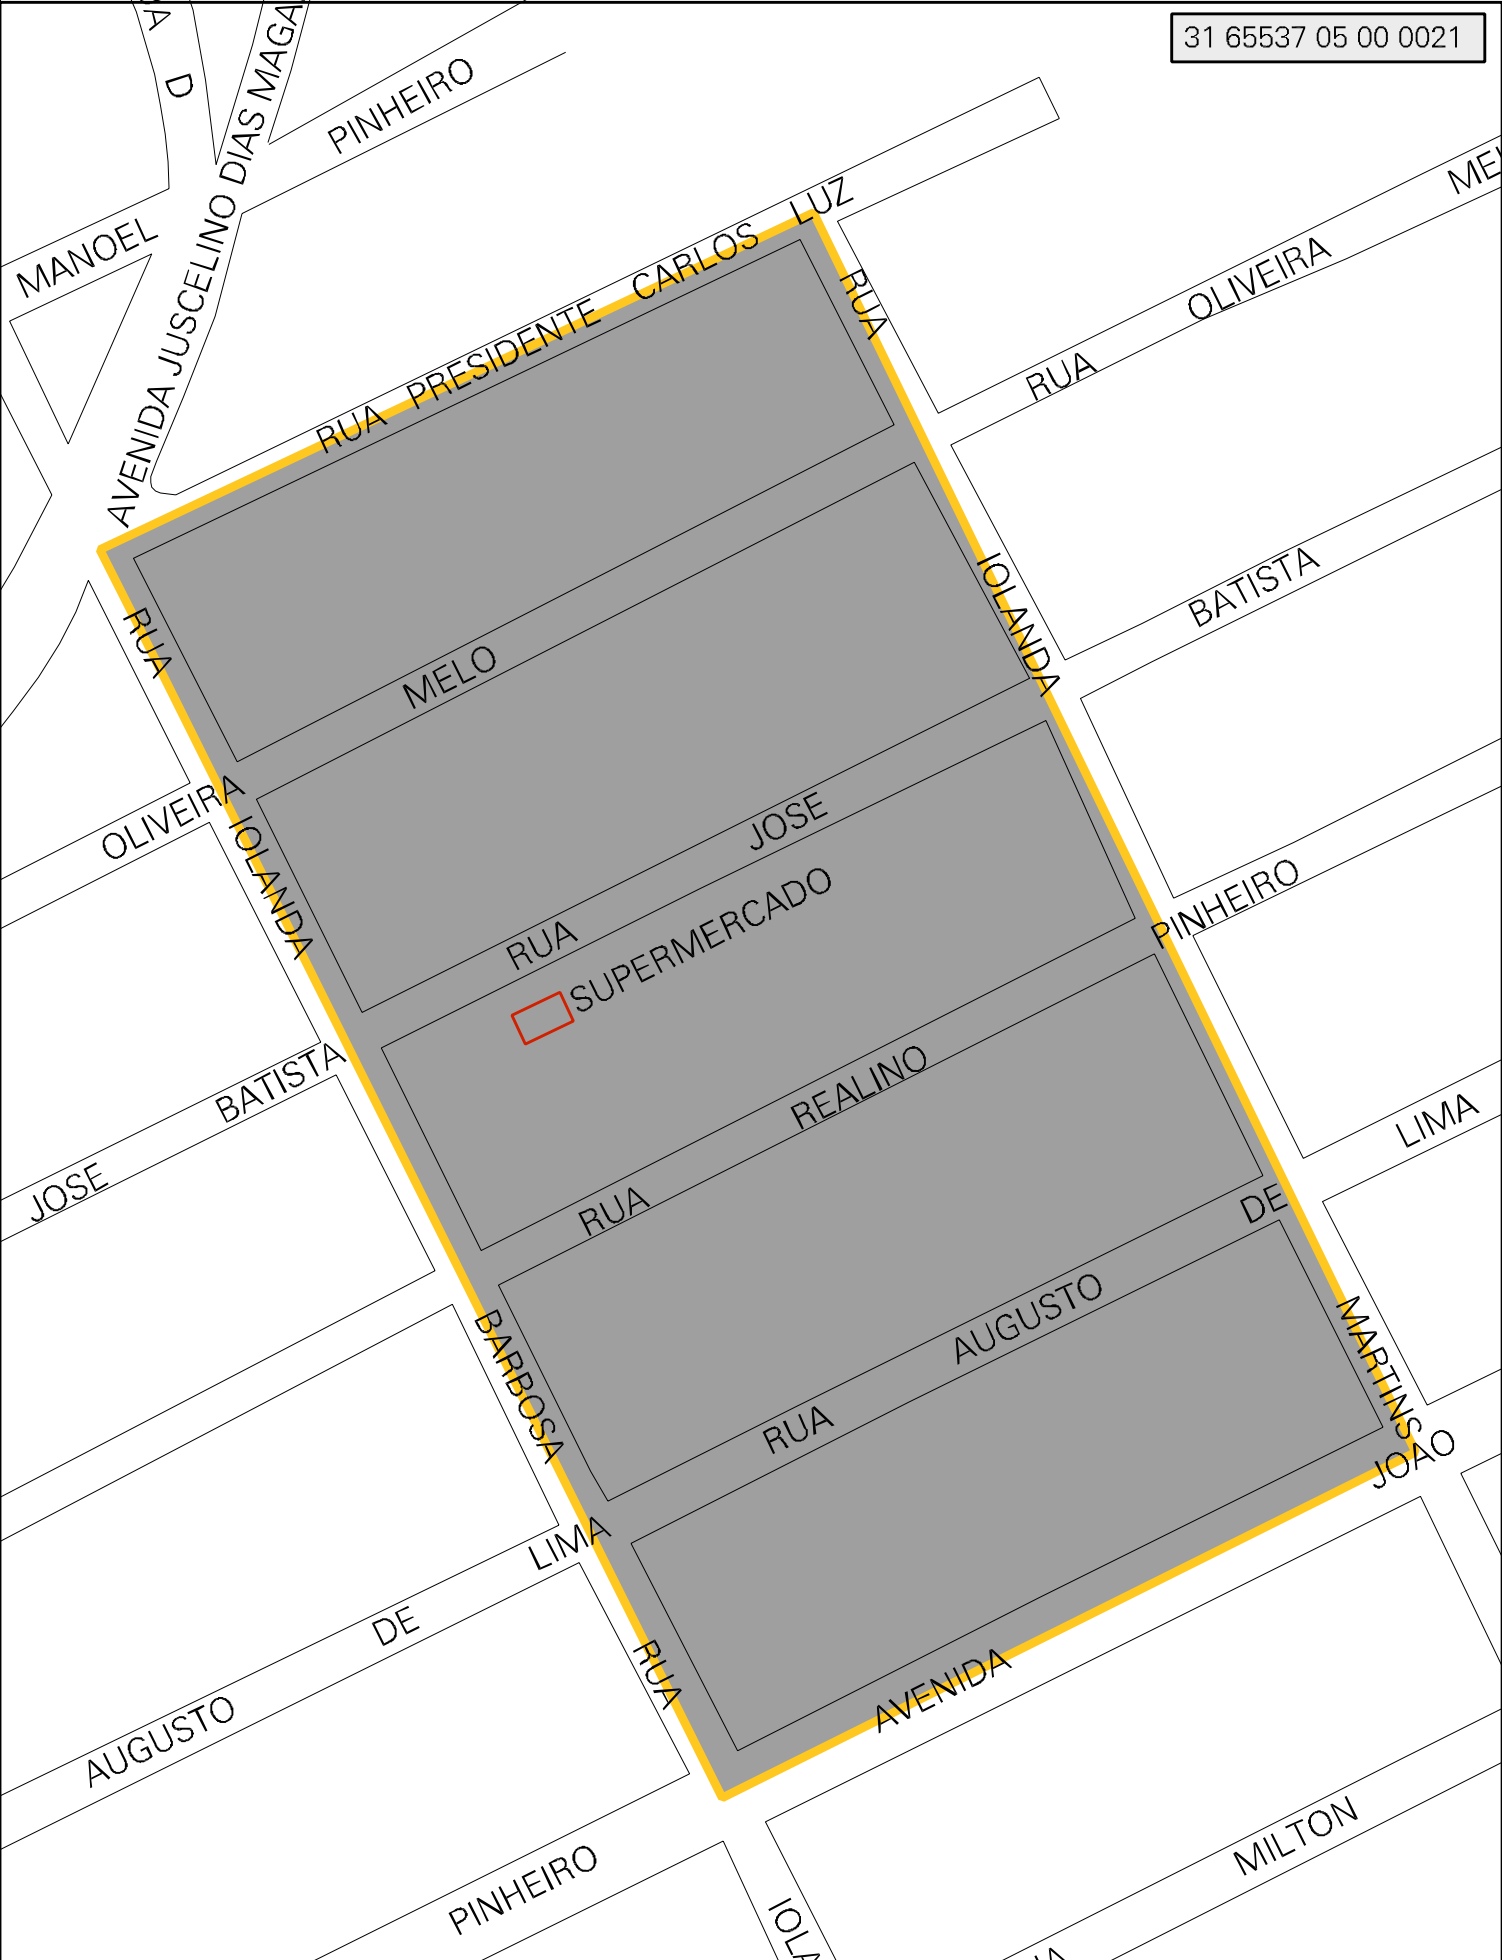 31 65537 05 00 0021
D
AVENIDA JUSCELINO DIAS MAGA
PINHEIRO
MANOEL
RUA PRESIDENTE CARLOS LUZ
RUA
OLIVEIRA
RUA
BATISTA
IOLANDA
RUA
MELO
OLIVEIRA
IOLANDA
JOSE
RUA
SUPERMERCADO
PINHEIRO
BATISTA
JOSE
REALINO
RUA
LIMA
DE
AUGUSTO
RUA
MARTINS
JOAO
BARBOSA
LIMA
DE
AUGUSTO
RUA
AVENIDA
PINHEIRO
MILTON